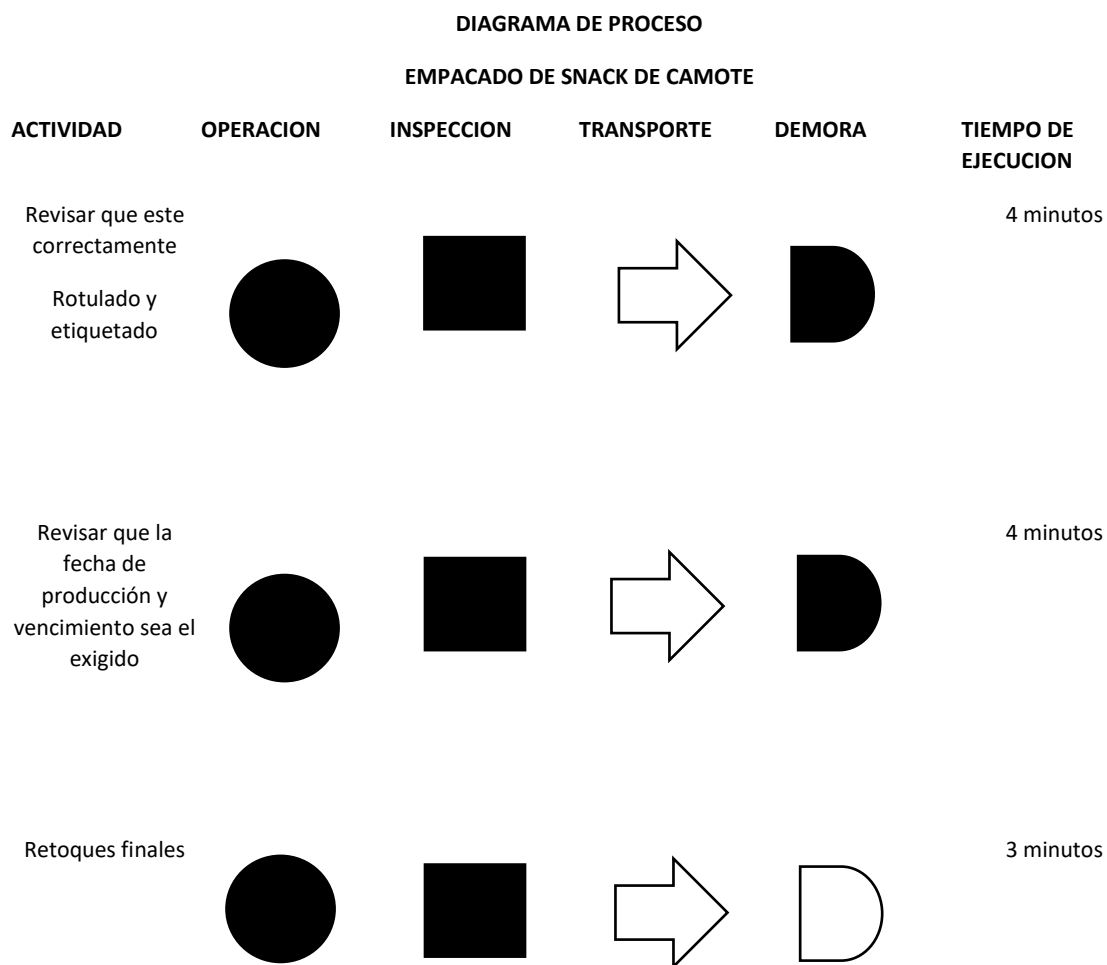 DIAGRAMA DE PROCESO
EMPACADO DE SNACK DE CAMOTE
ACTIVIDAD OPERACION INSPECCION TRANSPORTE DEMORA TIEMPO DE
EJECUCION
Revisar que este
correctamente
Rotulado y
etiquetado
4 minutos
Revisar que la
fecha de
producción y
vencimiento sea el
exigido
4 minutos
Retoques finales
3 minutos